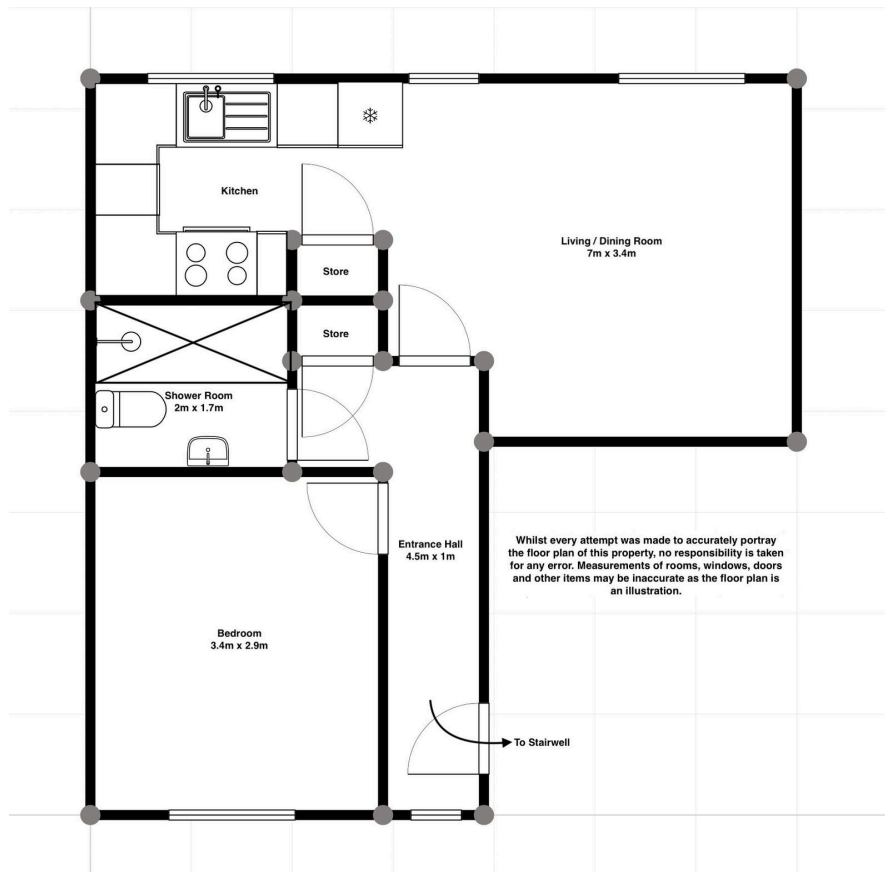 Kitchen
Living / Dining Room
7m x 3.4m
Store
Store
Shower Room
2m x 1.7m
Entrance Hall
4.5m x 1m
Whilst every attempt was made to accurately portray
the floor plan of this property, no responsibility is taken
for any error. Measurements of rooms, windows, doors
and other items may be inaccurate as the floor plan is
an illustration.
Bedroom
3.4m x 2.9m
To Stairwell